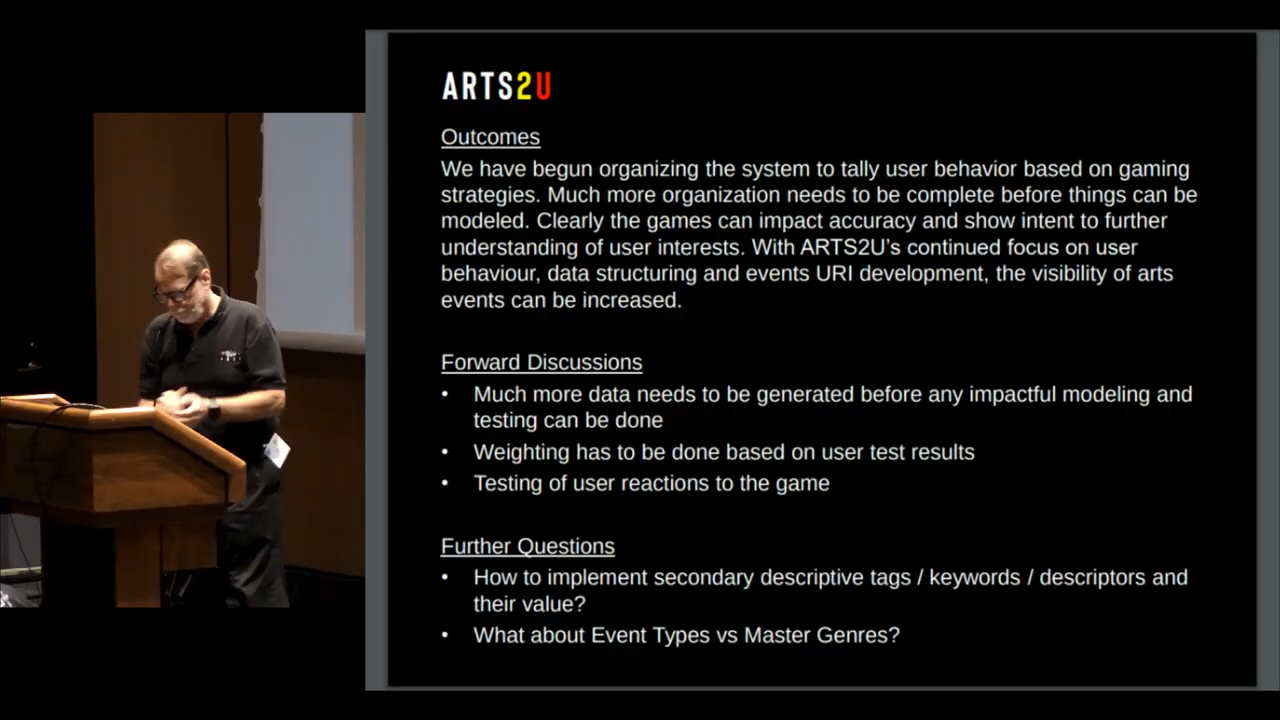 ARTS2U
Outcomes
We have begun organizing the system to tally user behavior based on gaming
strategies. Much more organization needs to be complete before things can be
modeled. Clearly the games can impact accuracy and show intent to further
understanding of user interests. With ARTS2U’s continued focus on user
behaviour, data structuring and events URI development, the visibility of arts
events can be increased.
Forward Discussions
• Much more data needs to be generated before any impactful modeling and
testing can be done
• Weighting has to be done based on user test results
• Testing of user reactions to the game
Further Questions
• How to implement secondary descriptive tags / keywords / descriptors and
their value?
• What about Event Types vs Master Genres?